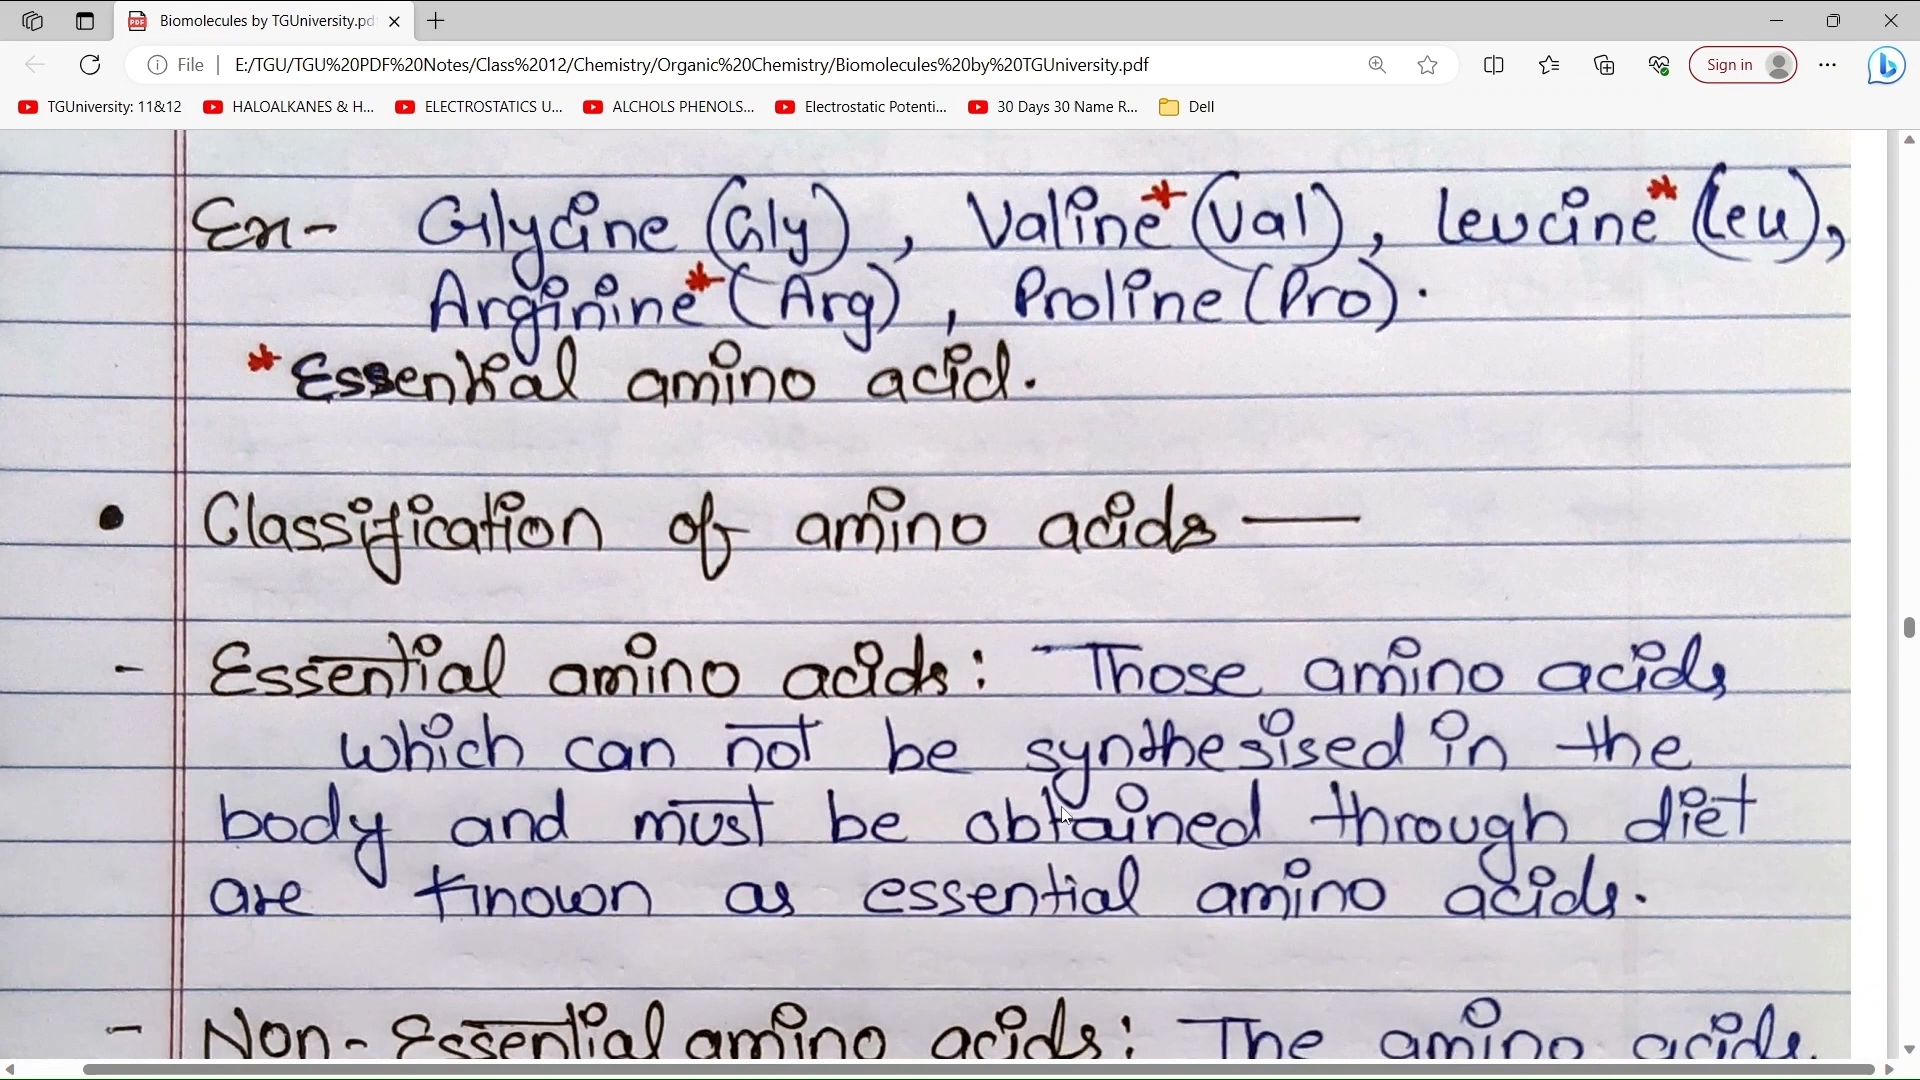 Biomolecules by TGUniversity.pd
File
E:/TGU/TGU%20PDF%20Notes/Class%2012/Chemistry/Organic%20Chemistry/Biomolecules%20by%20TGUniversity.pdf
Sign in
TGUniversity: 11&12
HALOALKANES & H...
ELECTROSTATICS U...
ALCHOLS PHENOLS...
Electrostatic Potenti...
30 Days 30 Name R...
Dell
Ex- Glycine (Gly), Valine* (Val), Leucine* (Leu),
Arginine* (Arg), Proline (Pro).
*Essential amino acid.
• Classification of amino acids —
- Essential amino acids: Those amino acids
which can not be synthesised in the
body and must be obtained through diet
are known as essential amino acids.
- Non-Essential amino acids: The amino acids